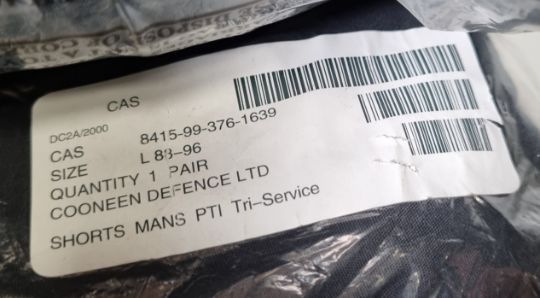 CAS
DC2A/2000
CAS 8415-99-376-1639
SIZE L 88-96
QUANTITY 1 PAIR
COONEEN DEFENCE LTD
SHORTS MANS PTI Tri-Service